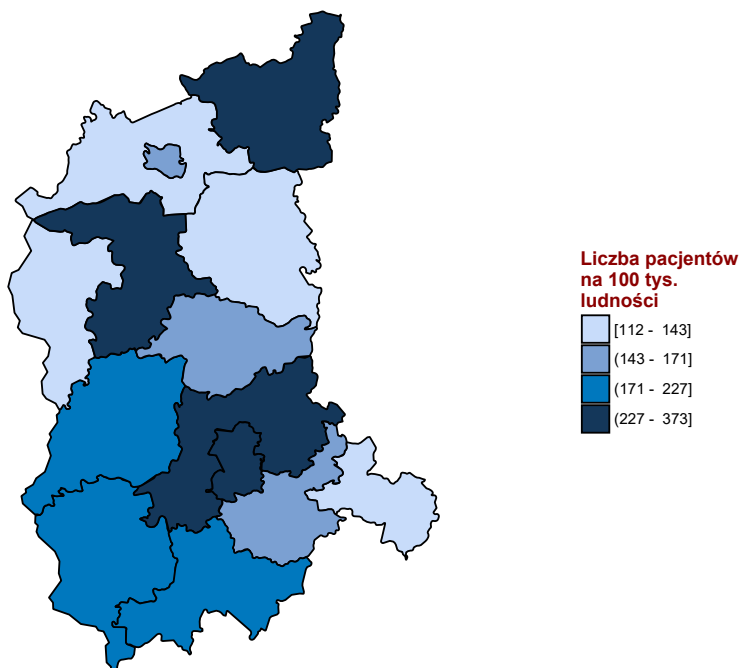 Liczba pacjentów
na 100 tys.
ludności
[112 - 143]
(143 - 171]
(171 - 227]
(227 - 373]